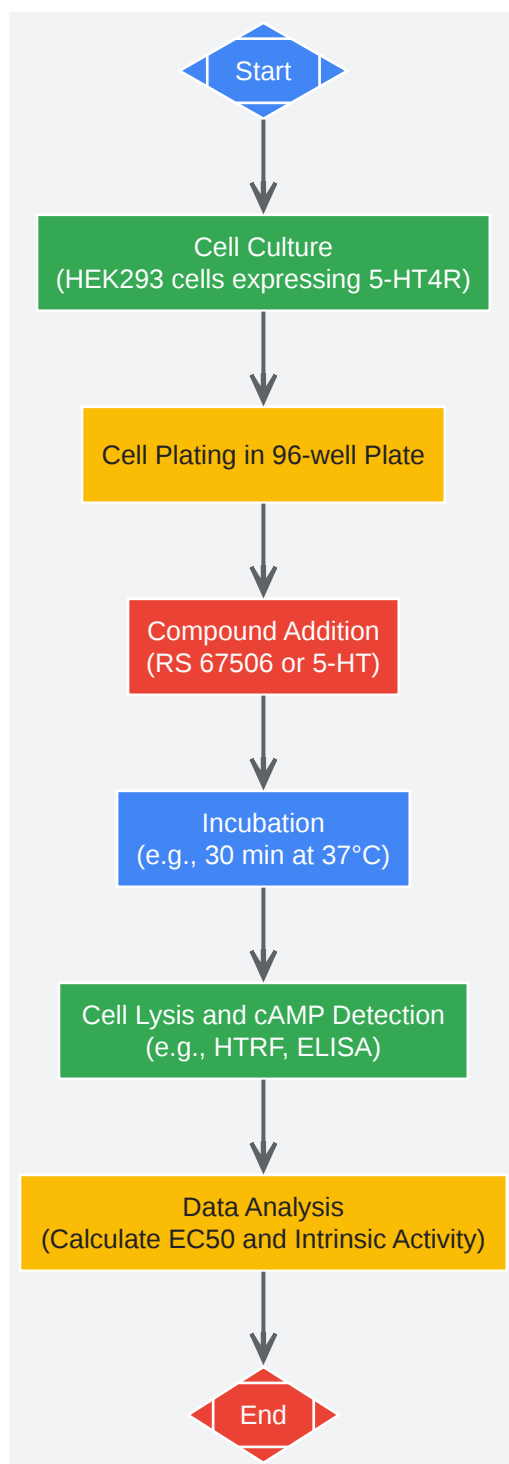 Start
Cell Culture
(HEK293 cells expressing 5-HT4R)
Cell Plating in 96-well Plate
Compound Addition
(RS 67506 or 5-HT)
Incubation
(e.g., 30 min at 37°C)
Cell Lysis and cAMP Detection
(e.g., HTRF, ELISA)
Data Analysis
(Calculate EC50 and Intrinsic Activity)
End